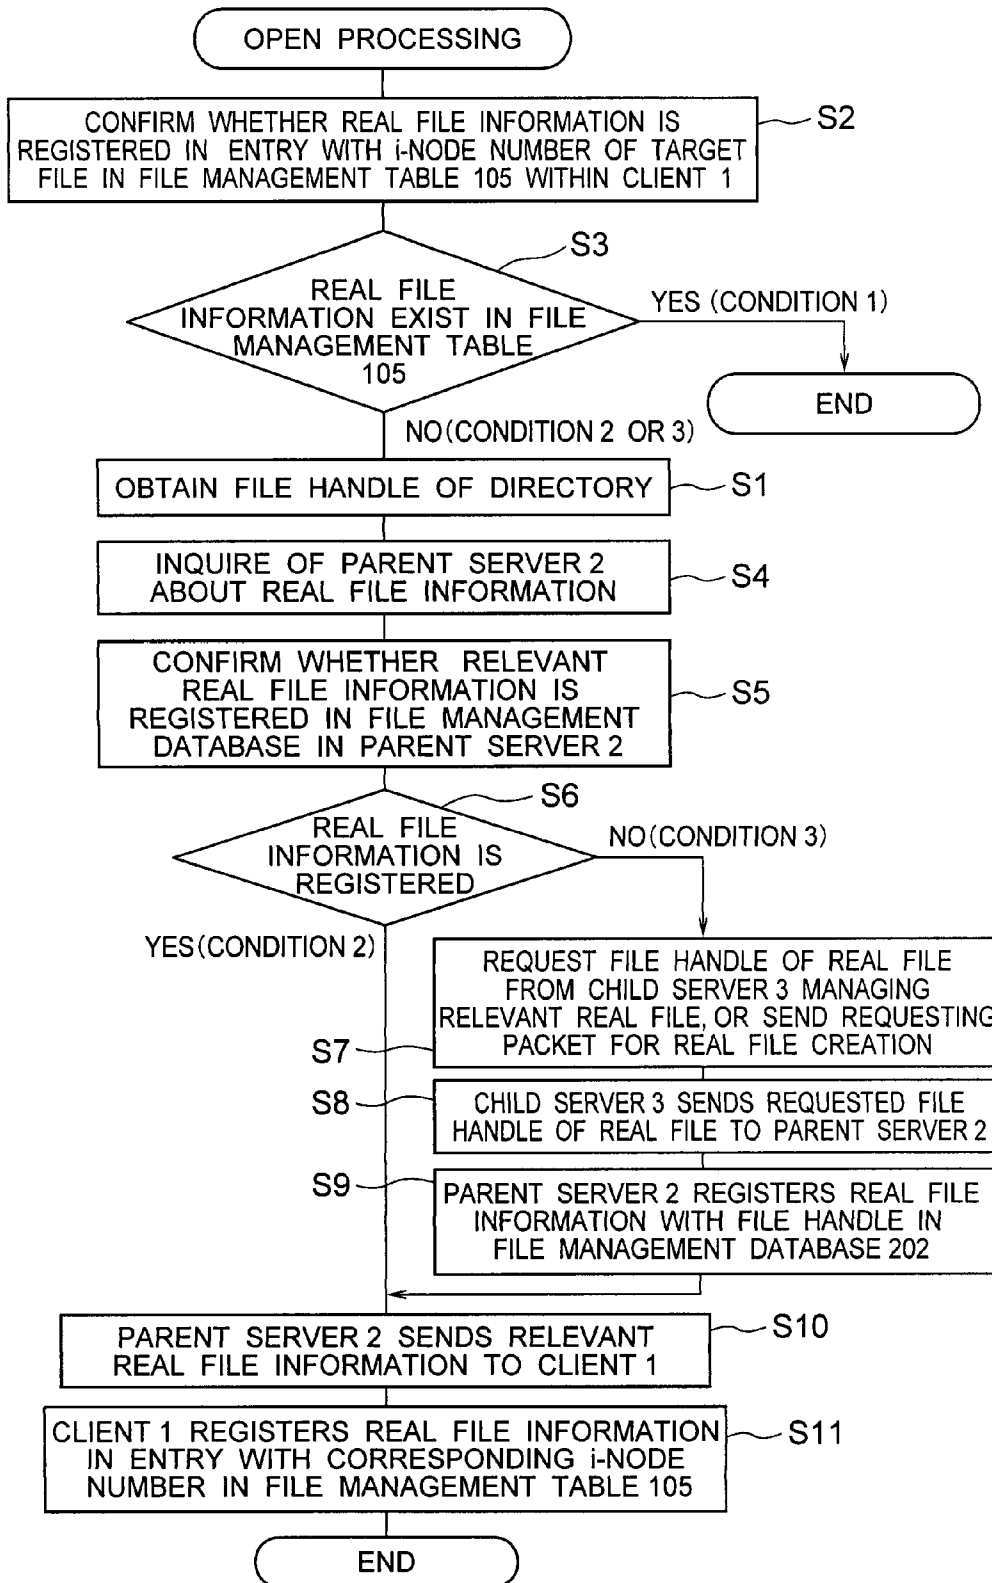 OPEN PROCESSING
CONFIRM WHETHER REAL FILE INFORMATION IS
REGISTERED IN ENTRY WITH i-NODE NUMBER OF TARGET
FILE IN FILE MANAGEMENT TABLE 105 WITHIN CLIENT 1
S2
S3
REAL FILE
INFORMATION EXIST IN FILE
MANAGEMENT TABLE
105
YES (CONDITION 1)
END
NO(CONDITION 2 OR 3)
OBTAIN FILE HANDLE OF DIRECTORY
S1
INQUIRE OF PARENT SERVER 2
ABOUT REAL FILE INFORMATION
S4
CONFIRM WHETHER RELEVANT
REAL FILE INFORMATION IS
REGISTERED IN FILE MANAGEMENT
DATABASE IN PARENT SERVER 2
S5
S6
REAL FILE
INFORMATION IS
REGISTERED
NO(CONDITION 3)
YES(CONDITION 2)
REQUEST FILE HANDLE OF REAL FILE
FROM CHILD SERVER 3 MANAGING
RELEVANT REAL FILE, OR SEND REQUESTING
PACKET FOR REAL FILE CREATION
S7
S8
CHILD SERVER 3 SENDS REQUESTED FILE
HANDLE OF REAL FILE TO PARENT SERVER 2
S9
PARENT SERVER 2 REGISTERS REAL FILE
INFORMATION WITH FILE HANDLE IN
FILE MANAGEMENT DATABASE 202
PARENT SERVER 2 SENDS RELEVANT
REAL FILE INFORMATION TO CLIENT 1
S10
CLIENT 1 REGISTERS REAL FILE INFORMATION
IN ENTRY WITH CORRESPONDING i-NODE
NUMBER IN FILE MANAGEMENT TABLE 105
S11
END